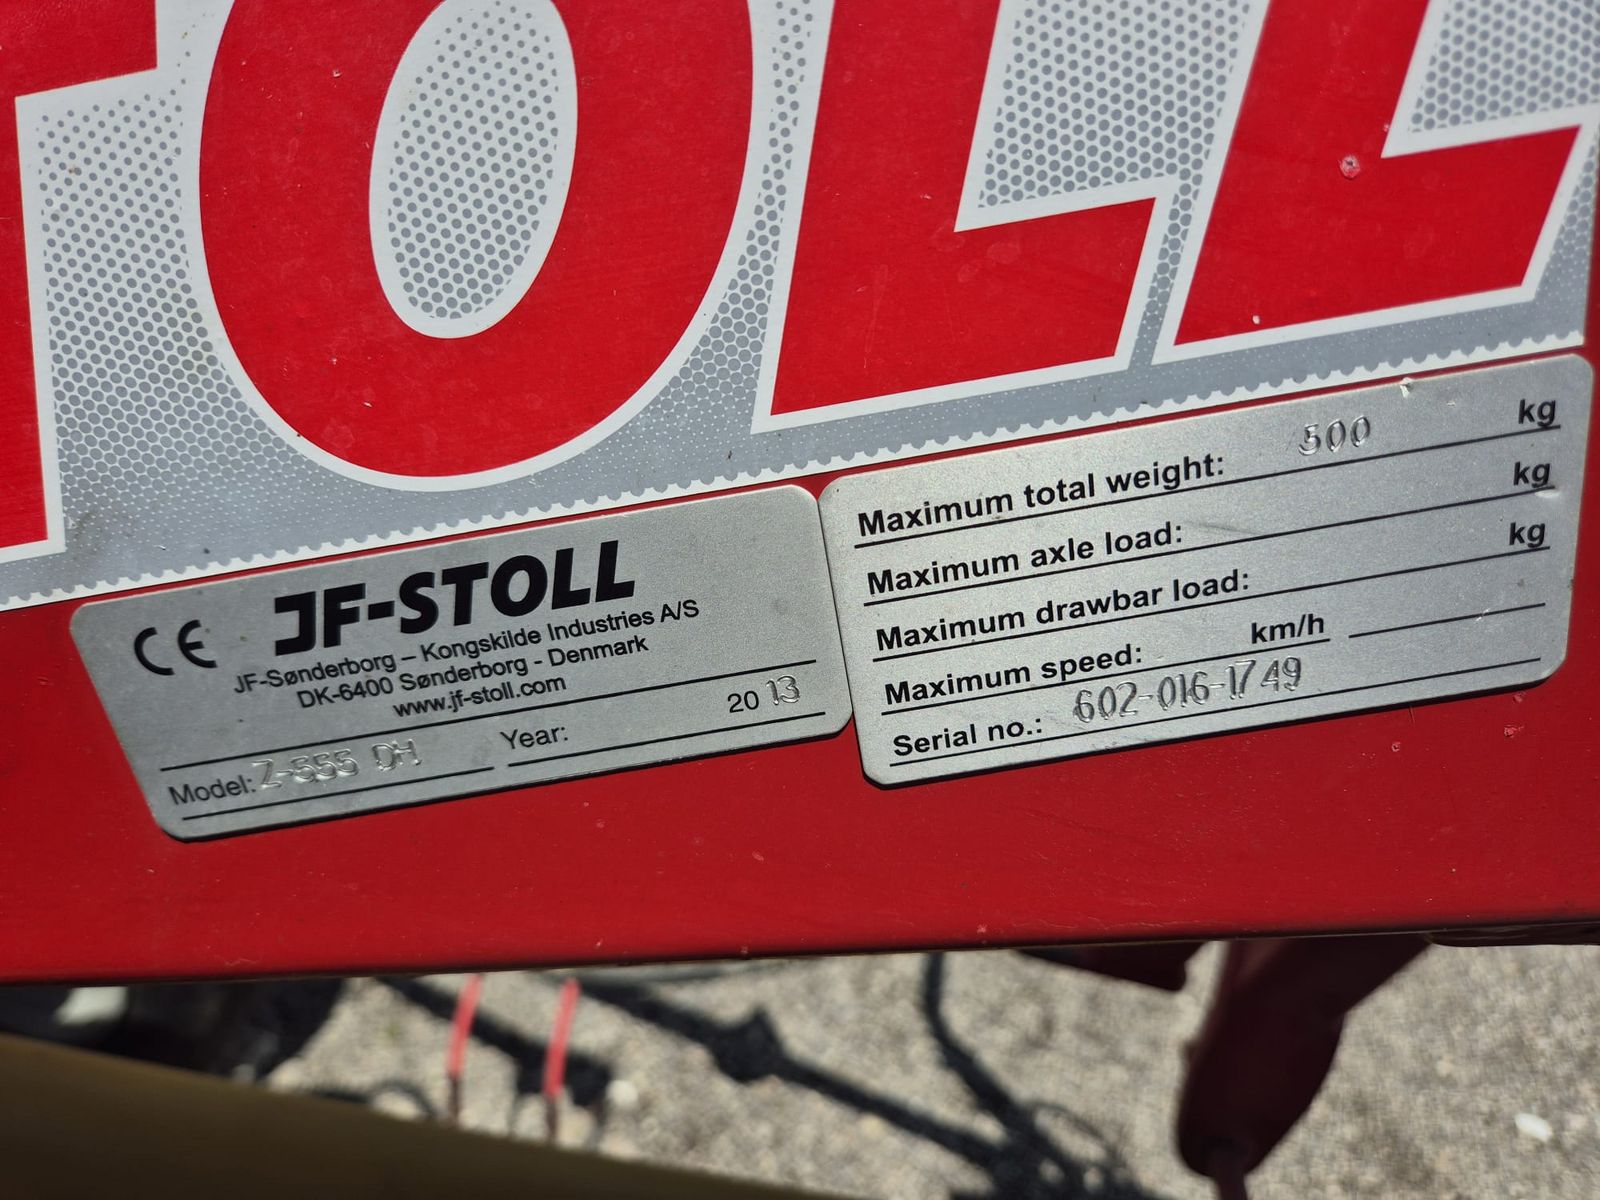 TOLL
CE JF-STOLL
JF-Sønderborg – Kongskilde Industries A/S
DK-6400 Sønderborg - Denmark
www.jf-stoll.com
Model: Z-555 DH Year: 2013
Maximum total weight: 500 kg
Maximum axle load: kg
Maximum drawbar load: kg
Maximum speed: km/h
Serial no.: 602-016-1749